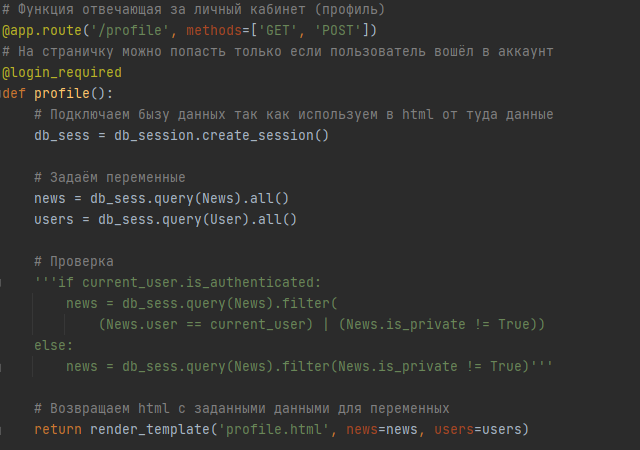 # Функция отвечающая за личный кабинет (профиль)
@app.route('/profile', methods=['GET', 'POST'])
# На страничку можно попасть только если пользователь вошёл в аккаунт
@login_required
def profile():
    # Подключаем бызу данных так как используем в html от туда данные
    db_sess = db_session.create_session()

    # Задаём переменные
    news = db_sess.query(News).all()
    users = db_sess.query(User).all()

    # Проверка
    '''if current_user.is_authenticated:
        news = db_sess.query(News).filter(
            (News.user == current_user) | (News.is_private != True))
    else:
        news = db_sess.query(News).filter(News.is_private != True)'''

    # Возвращаем html с заданными данными для переменных
    return render_template('profile.html', news=news, users=users)